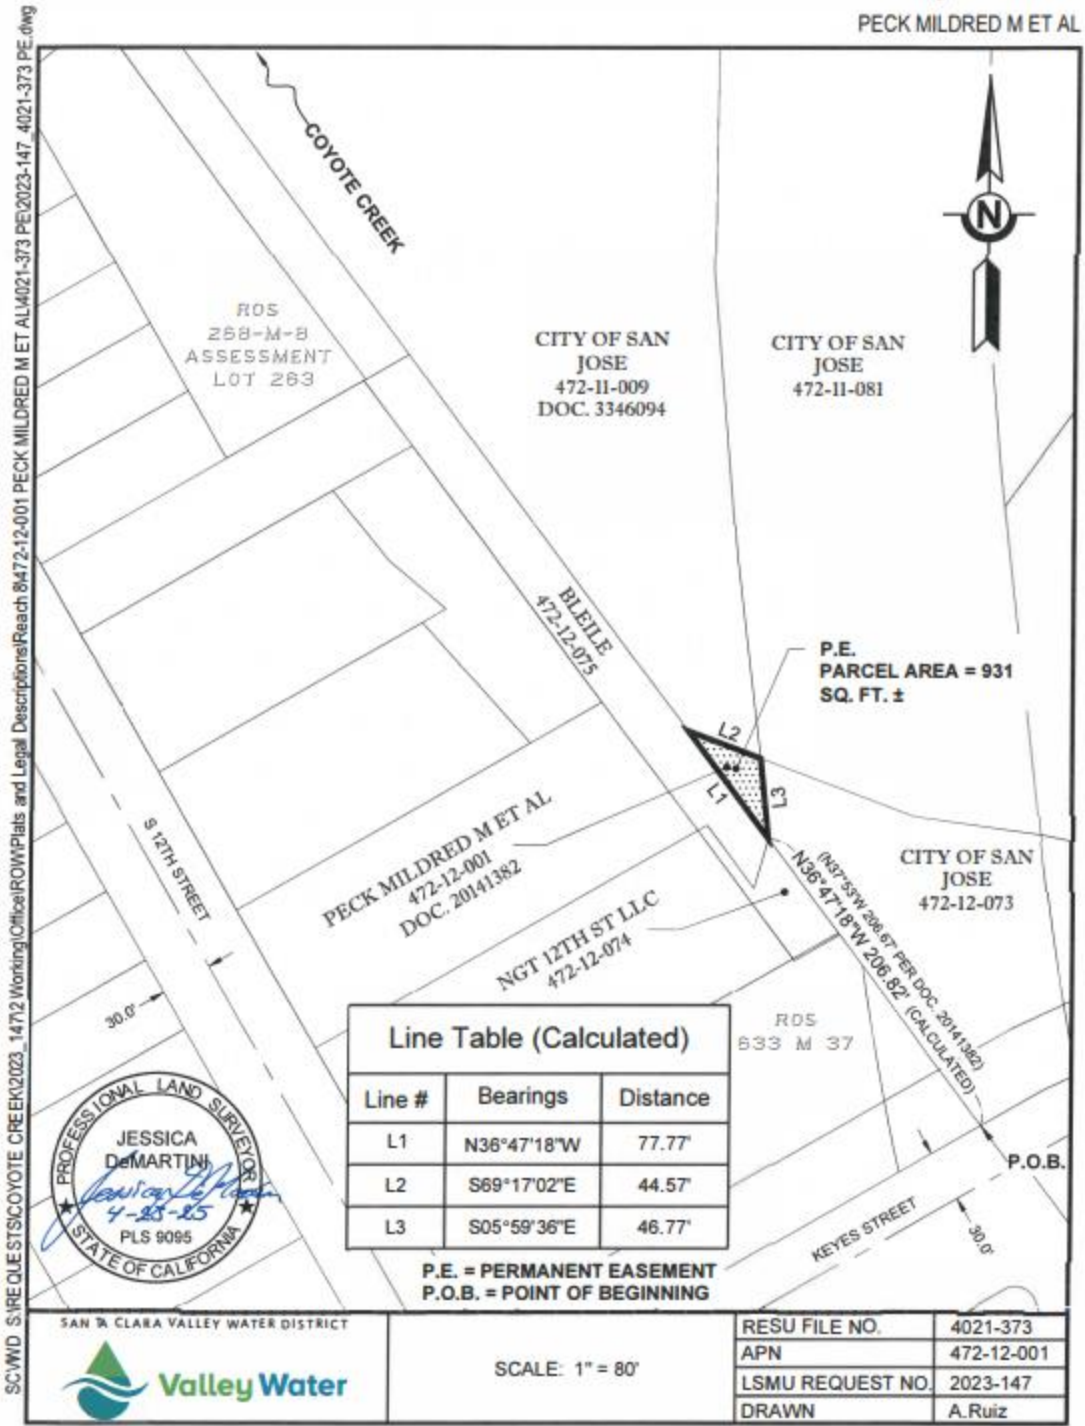 PECK MILDRED M ET AL
SCVWD S:\REQUESTS\COYOTE CREEK\2023_147\12 Working\Office\ROW\Plats and Legal Descriptions\Reach 8\472-12-001 PECK MILDRED M ET AL\4021-373 PE\2023-147_4021-373 PE.dwg
COYOTE CREEK
N
ROS
268-M-8
ASSESSMENT
LOT 263
CITY OF SAN
JOSE
472-11-009
DOC. 3346094
CITY OF SAN
JOSE
472-11-081
BLEILE
472-12-075
P.E.
PARCEL AREA = 931
SQ. FT. ±
L2
L1
L3
S 12TH STREET
PECK MILDRED M ET AL
472-12-001
DOC. 20141382
NGT 12TH ST LLC
472-12-074
CITY OF SAN
JOSE
472-12-073
(N37°53'W 206.67' PER DOC. 20141382)
N36°47'18"W 206.82' (CALCULATED)
30.0'
ROS
633 M 37
Line Table (Calculated)
Line # Bearings Distance
L1 N36°47'18"W 77.77'
L2 S69°17'02"E 44.57'
L3 S05°59'36"E 46.77'
PROFESSIONAL LAND SURVEYOR
JESSICA
DeMARTINI
4-23-25
PLS 9095
STATE OF CALIFORNIA
P.O.B.
KEYES STREET
30.0'
P.E. = PERMANENT EASEMENT
P.O.B. = POINT OF BEGINNING
SAN TA CLARA VALLEY WATER DISTRICT
Valley Water
SCALE: 1" = 80'
RESU FILE NO. 4021-373
APN 472-12-001
LSMU REQUEST NO. 2023-147
DRAWN A.Ruiz